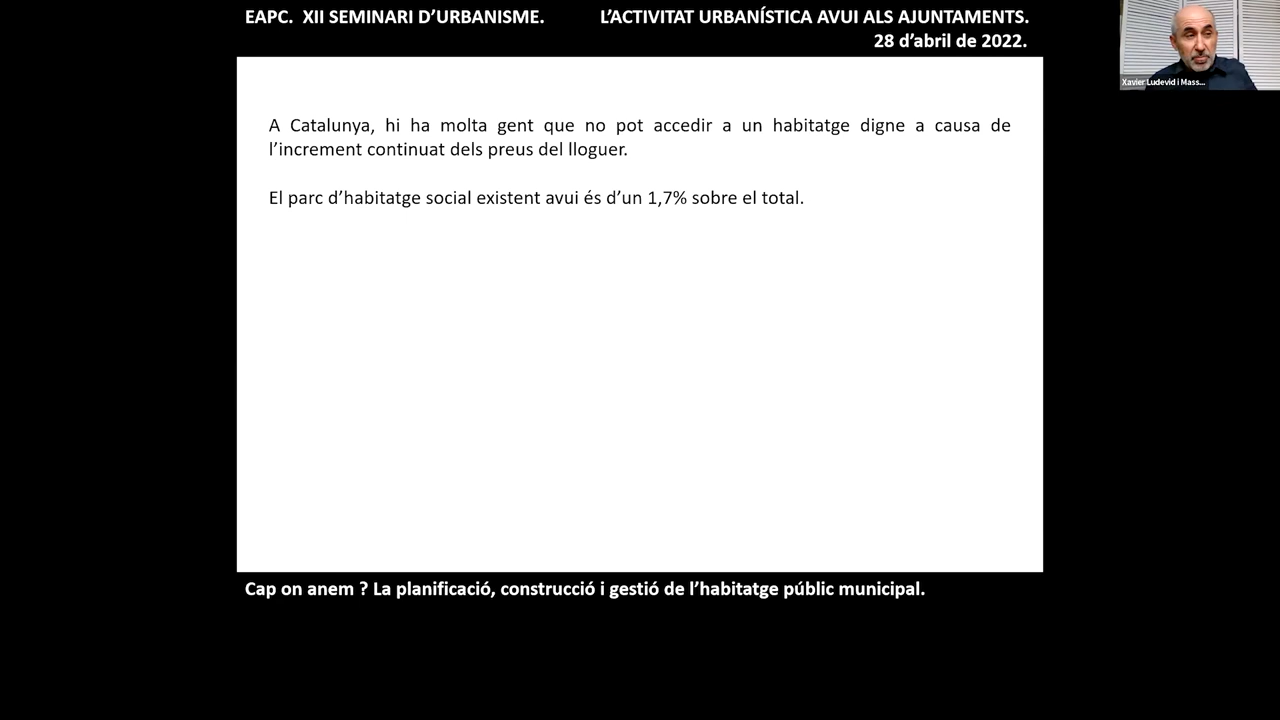 EAPC. XII SEMINARI D’URBANISME. L’ACTIVITAT URBANÍSTICA AVUI ALS AJUNTAMENTS.
28 d’abril de 2022.
Xavier Ludevid i Mass...
A Catalunya, hi ha molta gent que no pot accedir a un habitatge digne a causa de
l’increment continuat dels preus del lloguer.
El parc d’habitatge social existent avui és d’un 1,7% sobre el total.
Cap on anem ? La planificació, construcció i gestió de l’habitatge públic municipal.